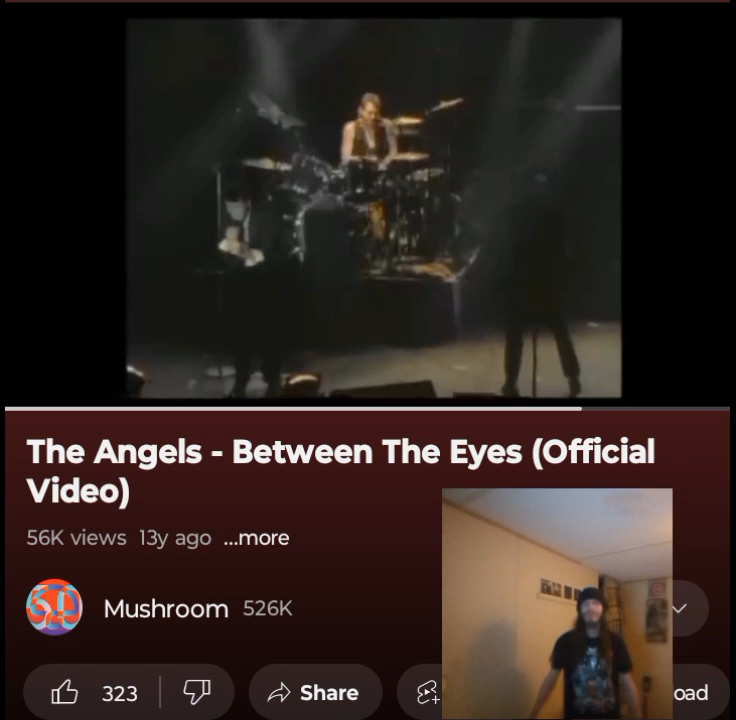 The Angels - Between The Eyes (Official
Video)
56K views 13y ago ...more
Mushroom 526K
323 Share oad